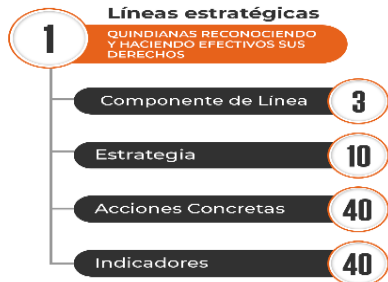 Líneas estratégicas
1
QUINDIANAS RECONOCIENDO
Y HACIENDO EFECTIVOS SUS
DERECHOS
Componente de Línea 3
Estrategia 10
Acciones Concretas 40
Indicadores 40